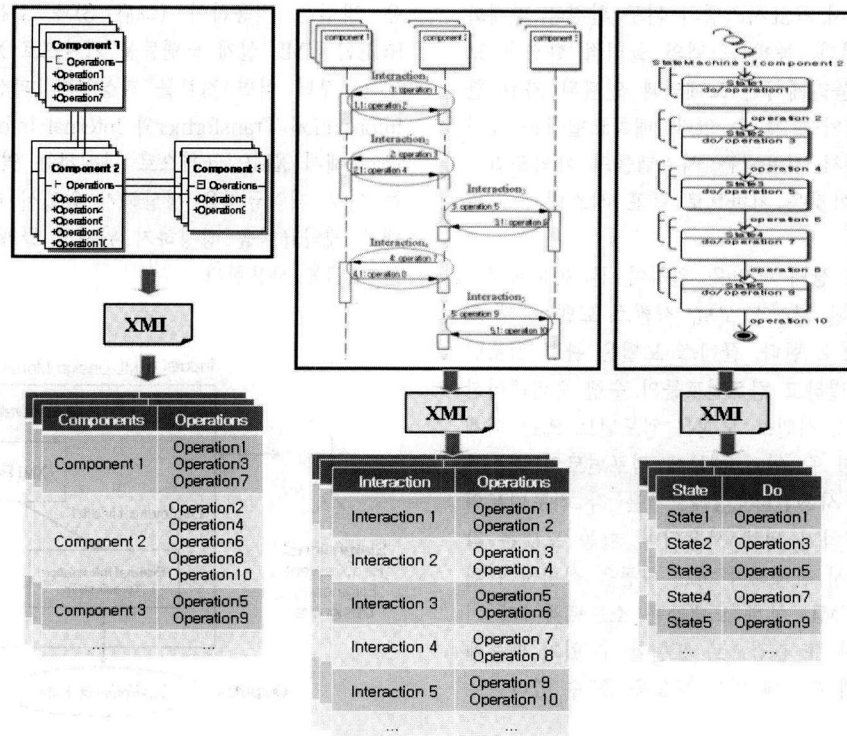 Component 1
Operations
+Operation1
+Operation3
+Operation7
Component 2
Operations
+Operation2
+Operation4
+Operation6
+Operation8
+Operation10
Component 3
Operations
+Operation5
+Operation9
XMI
Components Operations
Component 1
Operation1
Operation3
Operation7
Component 2
Operation2
Operation4
Operation6
Operation8
Operation10
Component 3
Operation5
Operation9
component 1
component 2
component 3
Interaction1
1: operation 1
1.1: operation 2
Interaction2
2: operation 3
2.1: operation 4
Interaction3
3: operation 5
3.1: operation 6
Interaction4
4: operation 7
4.1: operation 8
Interaction5
5: operation 9
5.1: operation 10
XMI
Interaction Operations
Interaction 1
Operation 1
Operation 2
Interaction 2
Operation 3
Operation 4
Interaction 3
Operation5
Operation6
Interaction 4
Operation 7
Operation 8
Interaction 5
Operation 9
Operation 10
... ...
StateMachine of component 2
State1
do/operation 1
operation 2
State2
do/operation 3
operation 4
State3
do/operation 5
operation 6
State4
do/operation 7
operation 8
State5
do/operation 9
operation 10
XMI
State Do
State1 Operation1
State2 Operation3
State3 Operation5
State4 Operation7
State5 Operation9